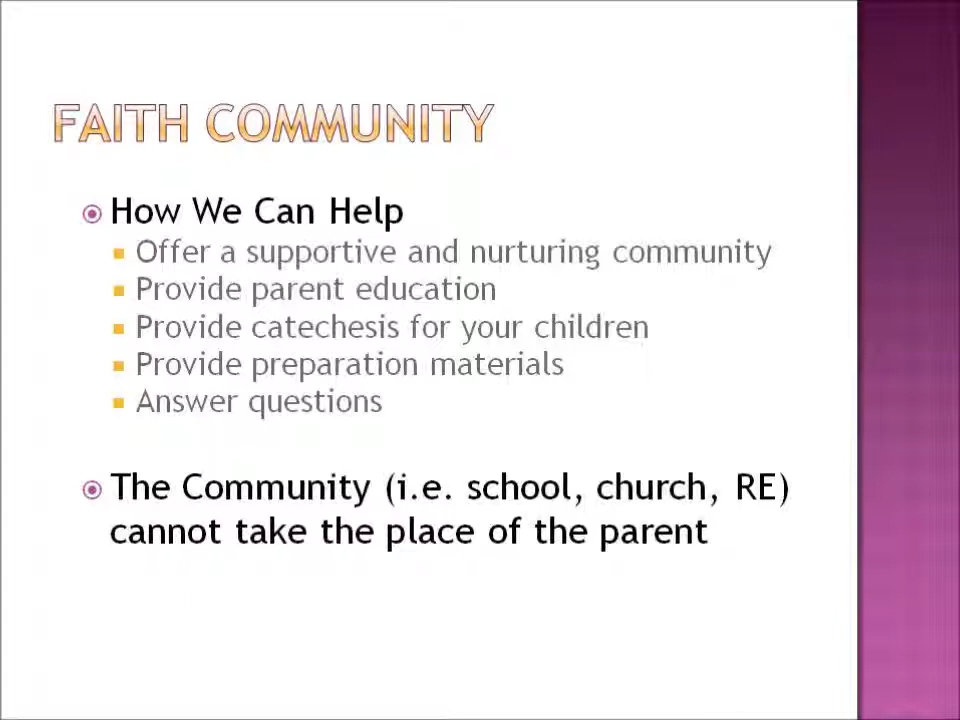 FAITH COMMUNITY
How We Can Help
Offer a supportive and nurturing community
Provide parent education
Provide catechesis for your children
Provide preparation materials
Answer questions
The Community (i.e. school, church, RE)
cannot take the place of the parent